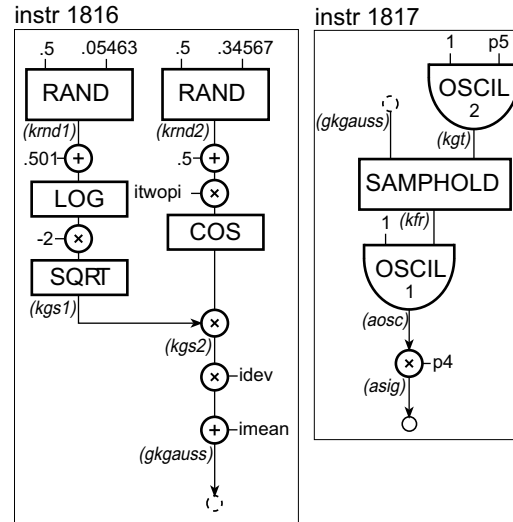 instr 1816
.5 .05463 .5 .34567
RAND RAND
(krnd1) (krnd2)
.501 + .5 +
LOG itwopi ×
-2 × COS
SQRT
(kgs1)
×
(kgs2)
× idev
+ imean
(gkgauss)
instr 1817
1 p5
OSCIL
2
(gkgauss)
(kgt)
SAMPHOLD
1 (kfr)
OSCIL
1
(aosc)
× p4
(asig)